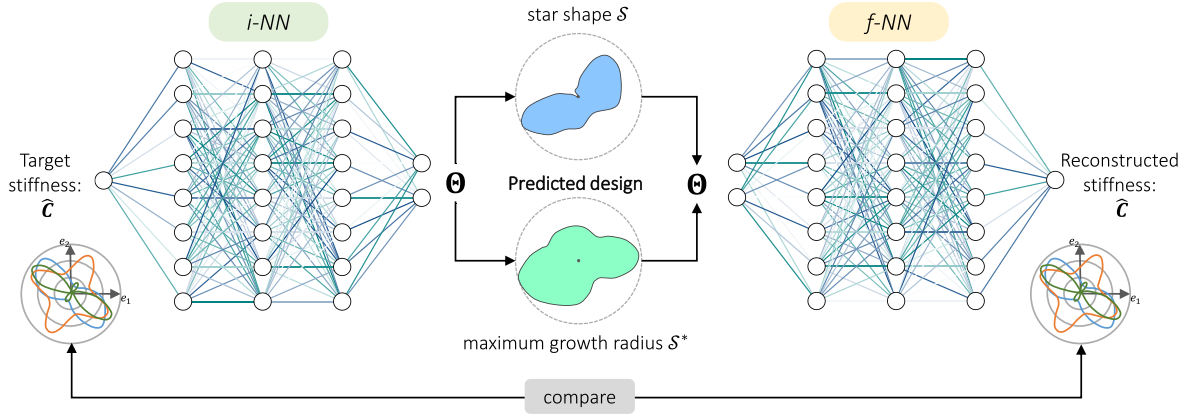 i-NN
star shape 𝒮
f-NN
Target
stiffness:
Ĉ
Θ
Predicted design
Θ
Reconstructed
stiffness:
Ĉ
e₂
e₁
e₂
e₁
maximum growth radius 𝒮*
compare